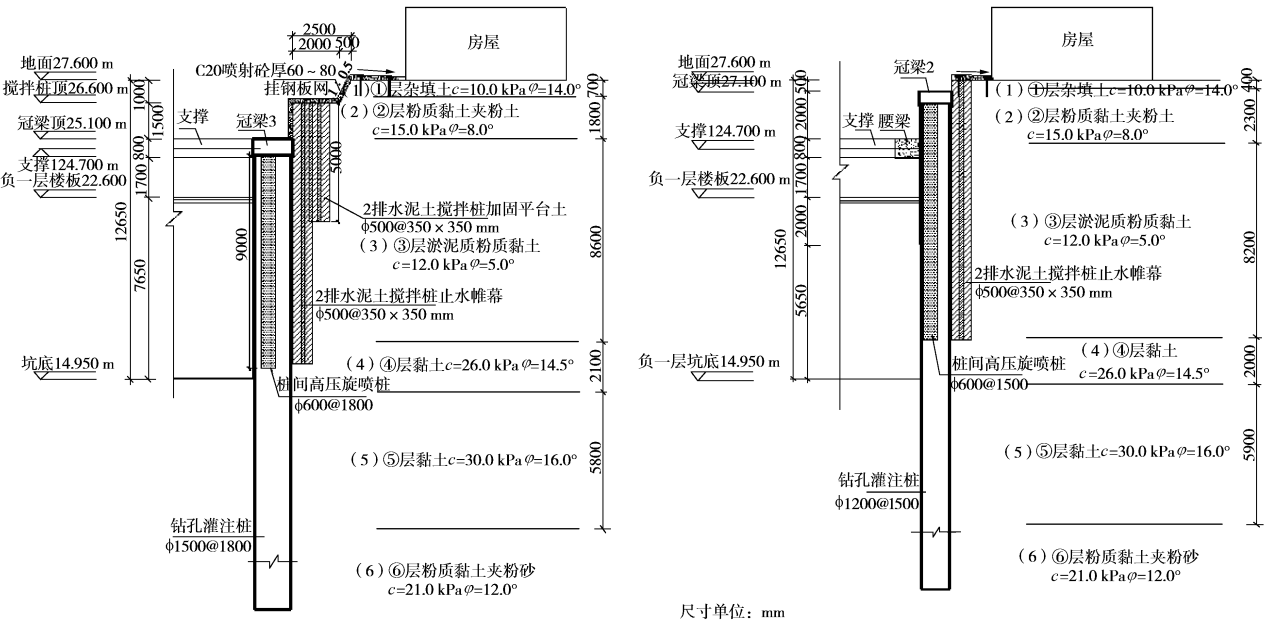 2500
2000 500
房屋
地面27.600 m
C20喷射砼厚60～80
挂钢板网
搅拌桩顶26.600 m
1:0.5
(1)①层杂填土c=10.0 kPaφ=14.0°
700
1000
1500
(2)②层粉质黏土夹粉土
c=15.0 kPaφ=8.0°
1800
冠梁顶25.100 m
支撑
冠梁3
800
支撑124.700 m
负一层楼板22.600
1700
5000
12650
7650
9000
2排水泥土搅拌桩加固平台土
ϕ500@350×350 mm
(3)③层淤泥质粉质黏土
c=12.0 kPaφ=5.0°
8600
2排水泥土搅拌桩止水帷幕
ϕ500@350×350 mm
坑底14.950 m
(4)④层黏土c=26.0 kPaφ=14.5°
2100
桩间高压旋喷桩
ϕ600@1800
(5)⑤层黏土c=30.0 kPaφ=16.0°
5800
钻孔灌注桩
ϕ1500@1800
(6)⑥层粉质黏土夹粉砂
c=21.0 kPaφ=12.0°
房屋
地面27.600 m
冠梁顶27.100 m
冠梁2
500
(1)①层杂填土c=10.0 kPaφ=14.0°
400
(2)②层粉质黏土夹粉土
c=15.0 kPaφ=8.0°
2300
2000
支撑124.700 m
支撑
腰梁
800
负一层楼板22.600 m
1700
2000
12650
5650
(3)③层淤泥质粉质黏土
c=12.0 kPaφ=5.0°
8200
2排水泥土搅拌桩止水帷幕
ϕ500@350×350 mm
负一层坑底14.950 m
(4)④层黏土
c=26.0 kPaφ=14.5°
2000
桩间高压旋喷桩
ϕ600@1500
(5)⑤层黏土c=30.0 kPaφ=16.0°
5900
钻孔灌注桩
ϕ1200@1500
(6)⑥层粉质黏土夹粉砂
c=21.0 kPaφ=12.0°
尺寸单位：mm